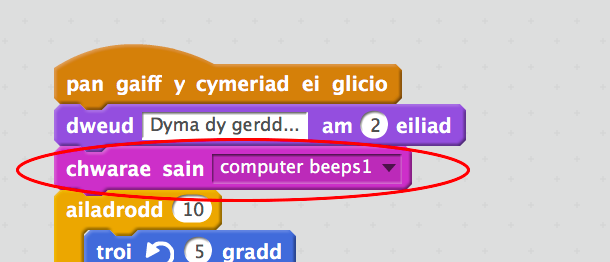 pan gaiff y cymeriad ei glicio
dweud Dyma dy gerdd... am 2 eiliad
chwarae sain computer beeps1
ailadrodd 10
troi 5 gradd